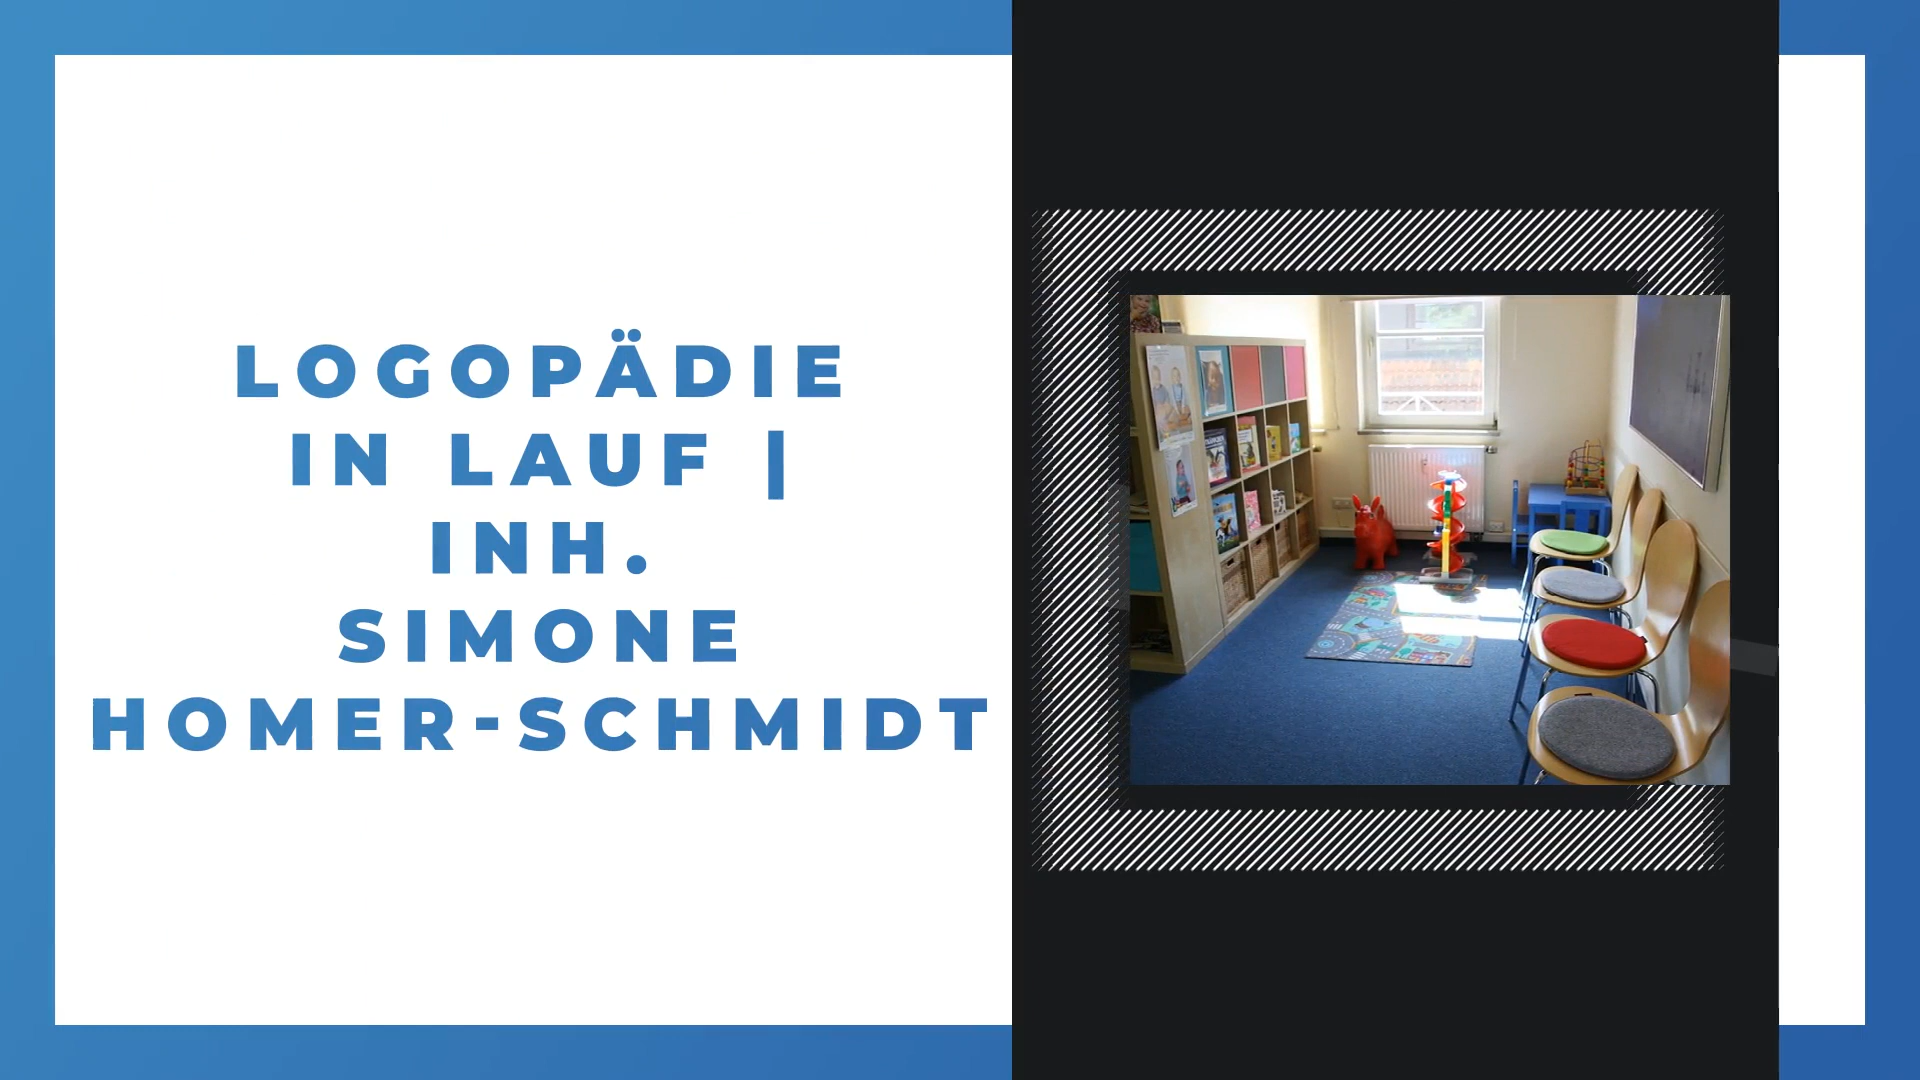 LOGOPÄDIE
IN LAUF |
INH.
SIMONE
HOMER-SCHMIDT